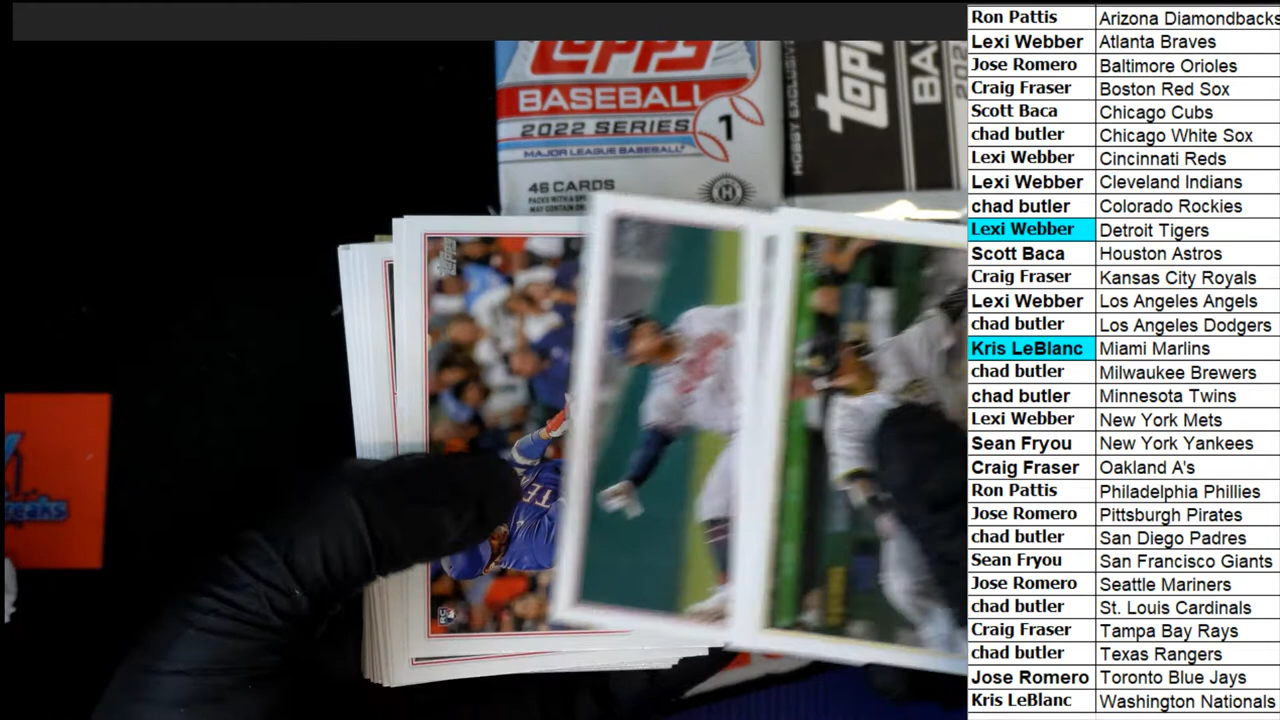 Topps
BASEBALL
2022 SERIES 1
MAJOR LEAGUE BASEBALL
46 CARDS
HOBBY EXCLUSIVE
Topps
Topps
TE
RC
Ron Pattis Arizona Diamondbacks
Lexi Webber Atlanta Braves
Jose Romero Baltimore Orioles
Craig Fraser Boston Red Sox
Scott Baca Chicago Cubs
chad butler Chicago White Sox
Lexi Webber Cincinnati Reds
Lexi Webber Cleveland Indians
chad butler Colorado Rockies
Lexi Webber Detroit Tigers
Scott Baca Houston Astros
Craig Fraser Kansas City Royals
Lexi Webber Los Angeles Angels
chad butler Los Angeles Dodgers
Kris LeBlanc Miami Marlins
chad butler Milwaukee Brewers
chad butler Minnesota Twins
Lexi Webber New York Mets
Sean Fryou New York Yankees
Craig Fraser Oakland A's
Ron Pattis Philadelphia Phillies
Jose Romero Pittsburgh Pirates
chad butler San Diego Padres
Sean Fryou San Francisco Giants
Jose Romero Seattle Mariners
chad butler St. Louis Cardinals
Craig Fraser Tampa Bay Rays
chad butler Texas Rangers
Jose Romero Toronto Blue Jays
Kris LeBlanc Washington Nationals